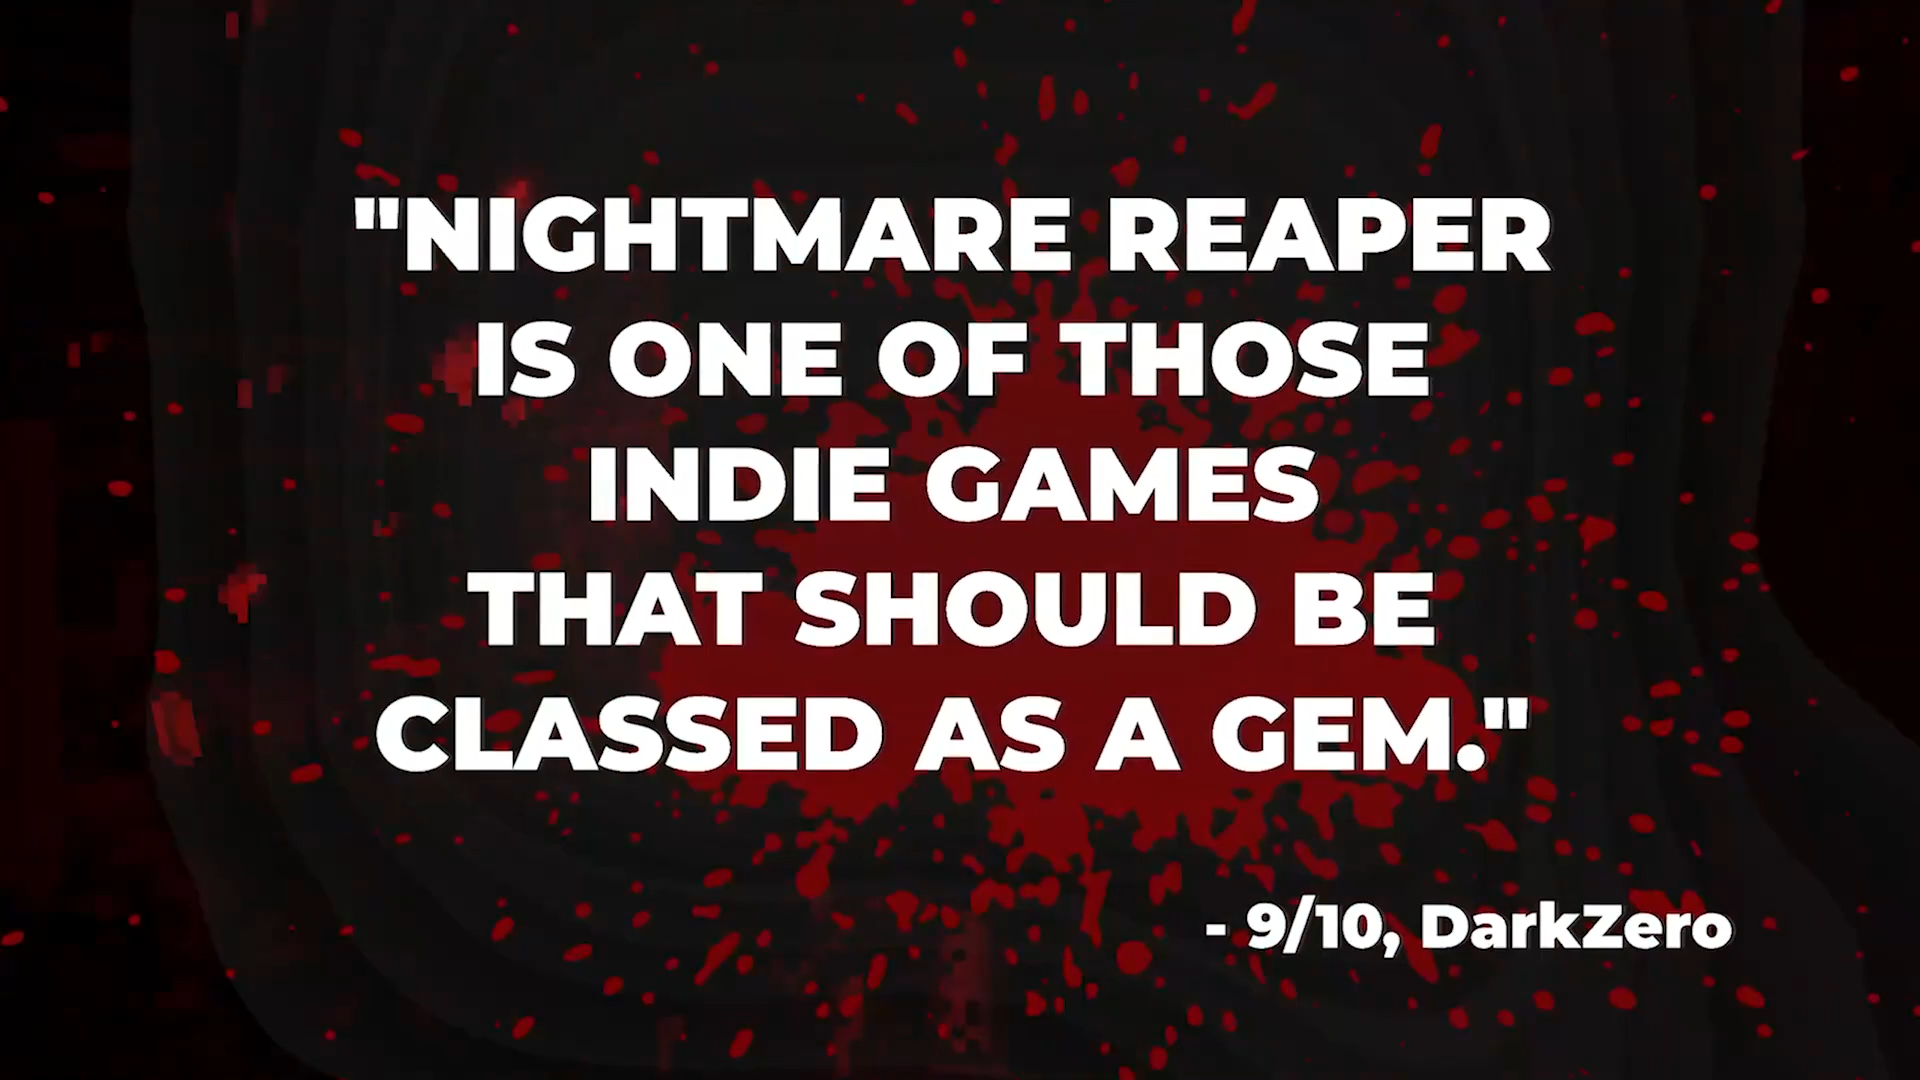 "NIGHTMARE REAPER
IS ONE OF THOSE
INDIE GAMES
THAT SHOULD BE
CLASSED AS A GEM."
- 9/10, DarkZero